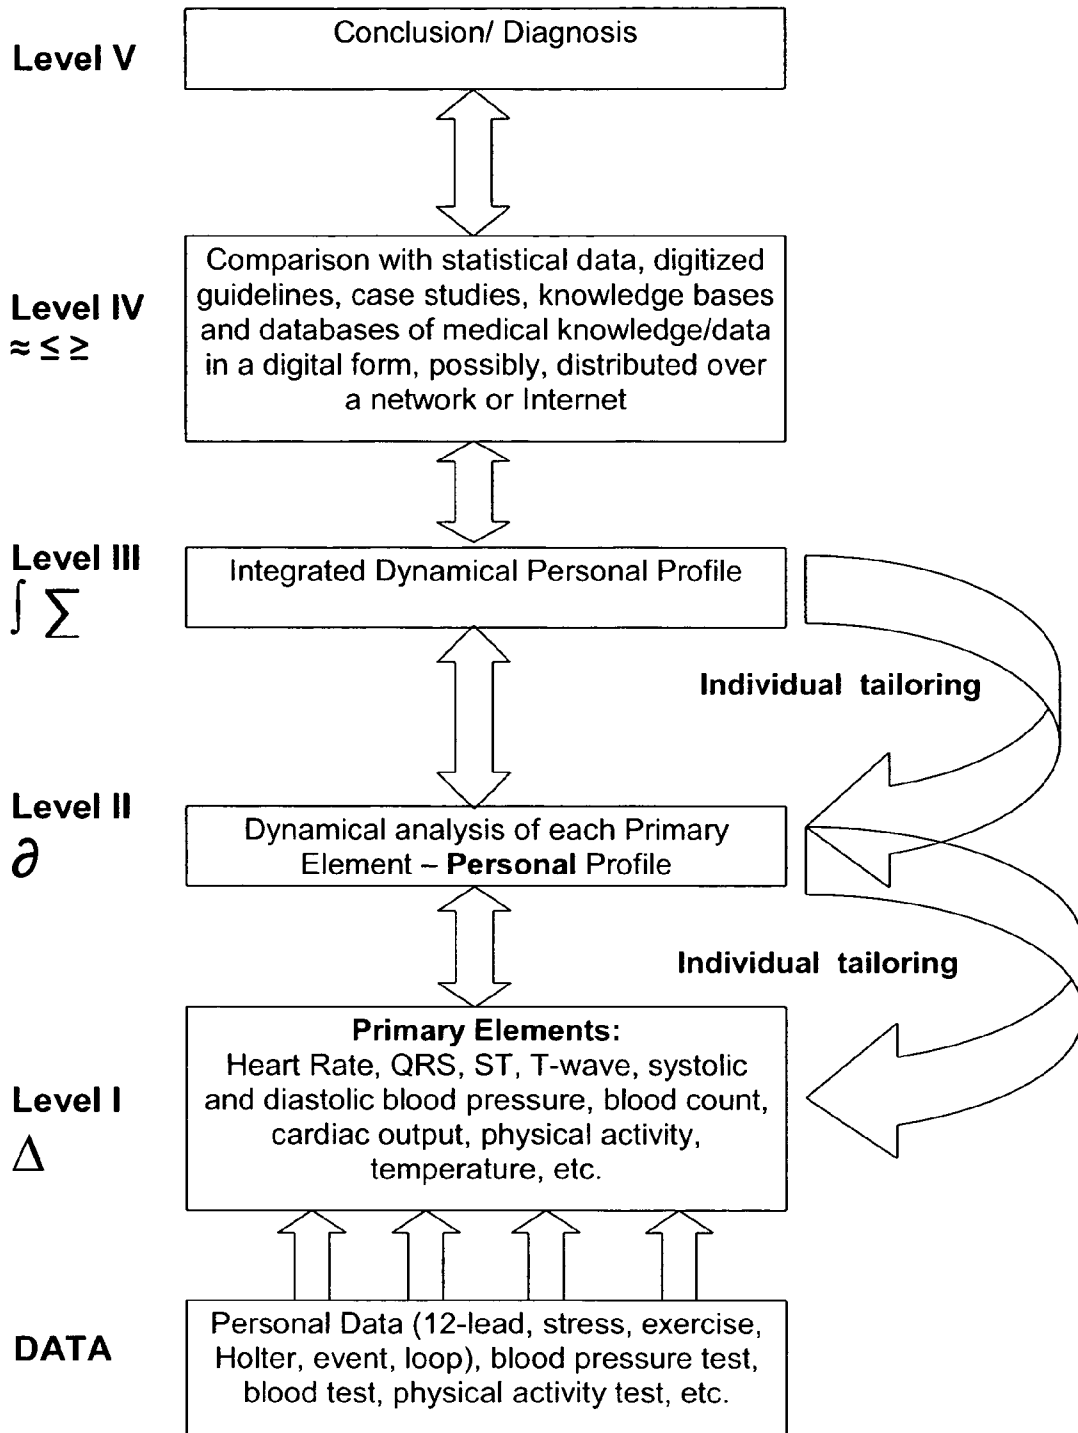 Level V
Conclusion/ Diagnosis
Level IV
≈ ≤ ≥
Comparison with statistical data, digitized
guidelines, case studies, knowledge bases
and databases of medical knowledge/data
in a digital form, possibly, distributed over
a network or Internet
Level III
∫ ∑
Integrated Dynamical Personal Profile
Individual tailoring
Level II
∂
Dynamical analysis of each Primary
Element – Personal Profile
Individual tailoring
Level I
Δ
Primary Elements:
Heart Rate, QRS, ST, T-wave, systolic
and diastolic blood pressure, blood count,
cardiac output, physical activity,
temperature, etc.
DATA
Personal Data (12-lead, stress, exercise,
Holter, event, loop), blood pressure test,
blood test, physical activity test, etc.